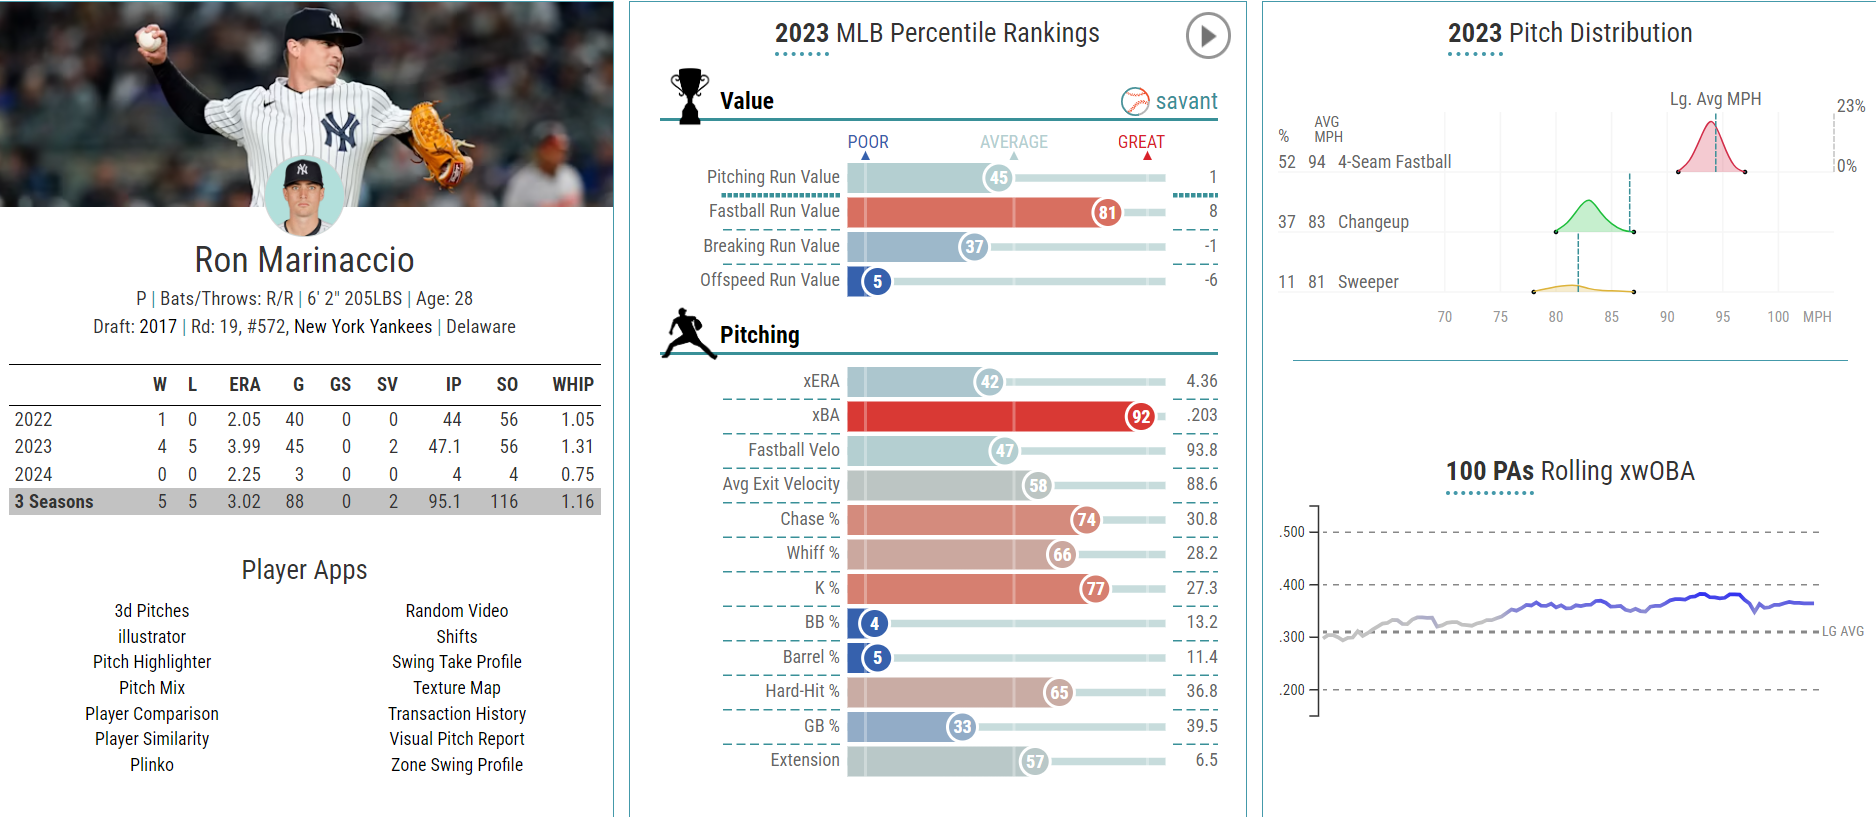 Ron Marinaccio
P | Bats/Throws: R/R | 6' 2" 205LBS | Age: 28
Draft: 2017 | Rd: 19, #572, New York Yankees | Delaware
W L ERA G GS SV IP SO WHIP
2022 1 0 2.05 40 0 0 44 56 1.05
2023 4 5 3.99 45 0 2 47.1 56 1.31
2024 0 0 2.25 3 0 0 4 4 0.75
3 Seasons 5 5 3.02 88 0 2 95.1 116 1.16
Player Apps
3d Pitches Random Video
illustrator Shifts
Pitch Highlighter Swing Take Profile
Pitch Mix Texture Map
Player Comparison Transaction History
Player Similarity Visual Pitch Report
Plinko Zone Swing Profile
2023 MLB Percentile Rankings
Value savant
POOR AVERAGE GREAT
Pitching Run Value 45 1
Fastball Run Value 81 8
Breaking Run Value 37 -1
Offspeed Run Value 5 -6
Pitching
xERA 42 4.36
xBA 92 .203
Fastball Velo 47 93.8
Avg Exit Velocity 58 88.6
Chase % 74 30.8
Whiff % 66 28.2
K % 77 27.3
BB % 4 13.2
Barrel % 5 11.4
Hard-Hit % 65 36.8
GB % 33 39.5
Extension 57 6.5
2023 Pitch Distribution
Lg. Avg MPH 23%
% AVG MPH
52 94 4-Seam Fastball 0%
37 83 Changeup
11 81 Sweeper
70 75 80 85 90 95 100 MPH
100 PAs Rolling xwOBA
.500
.400
.300 LG AVG
.200